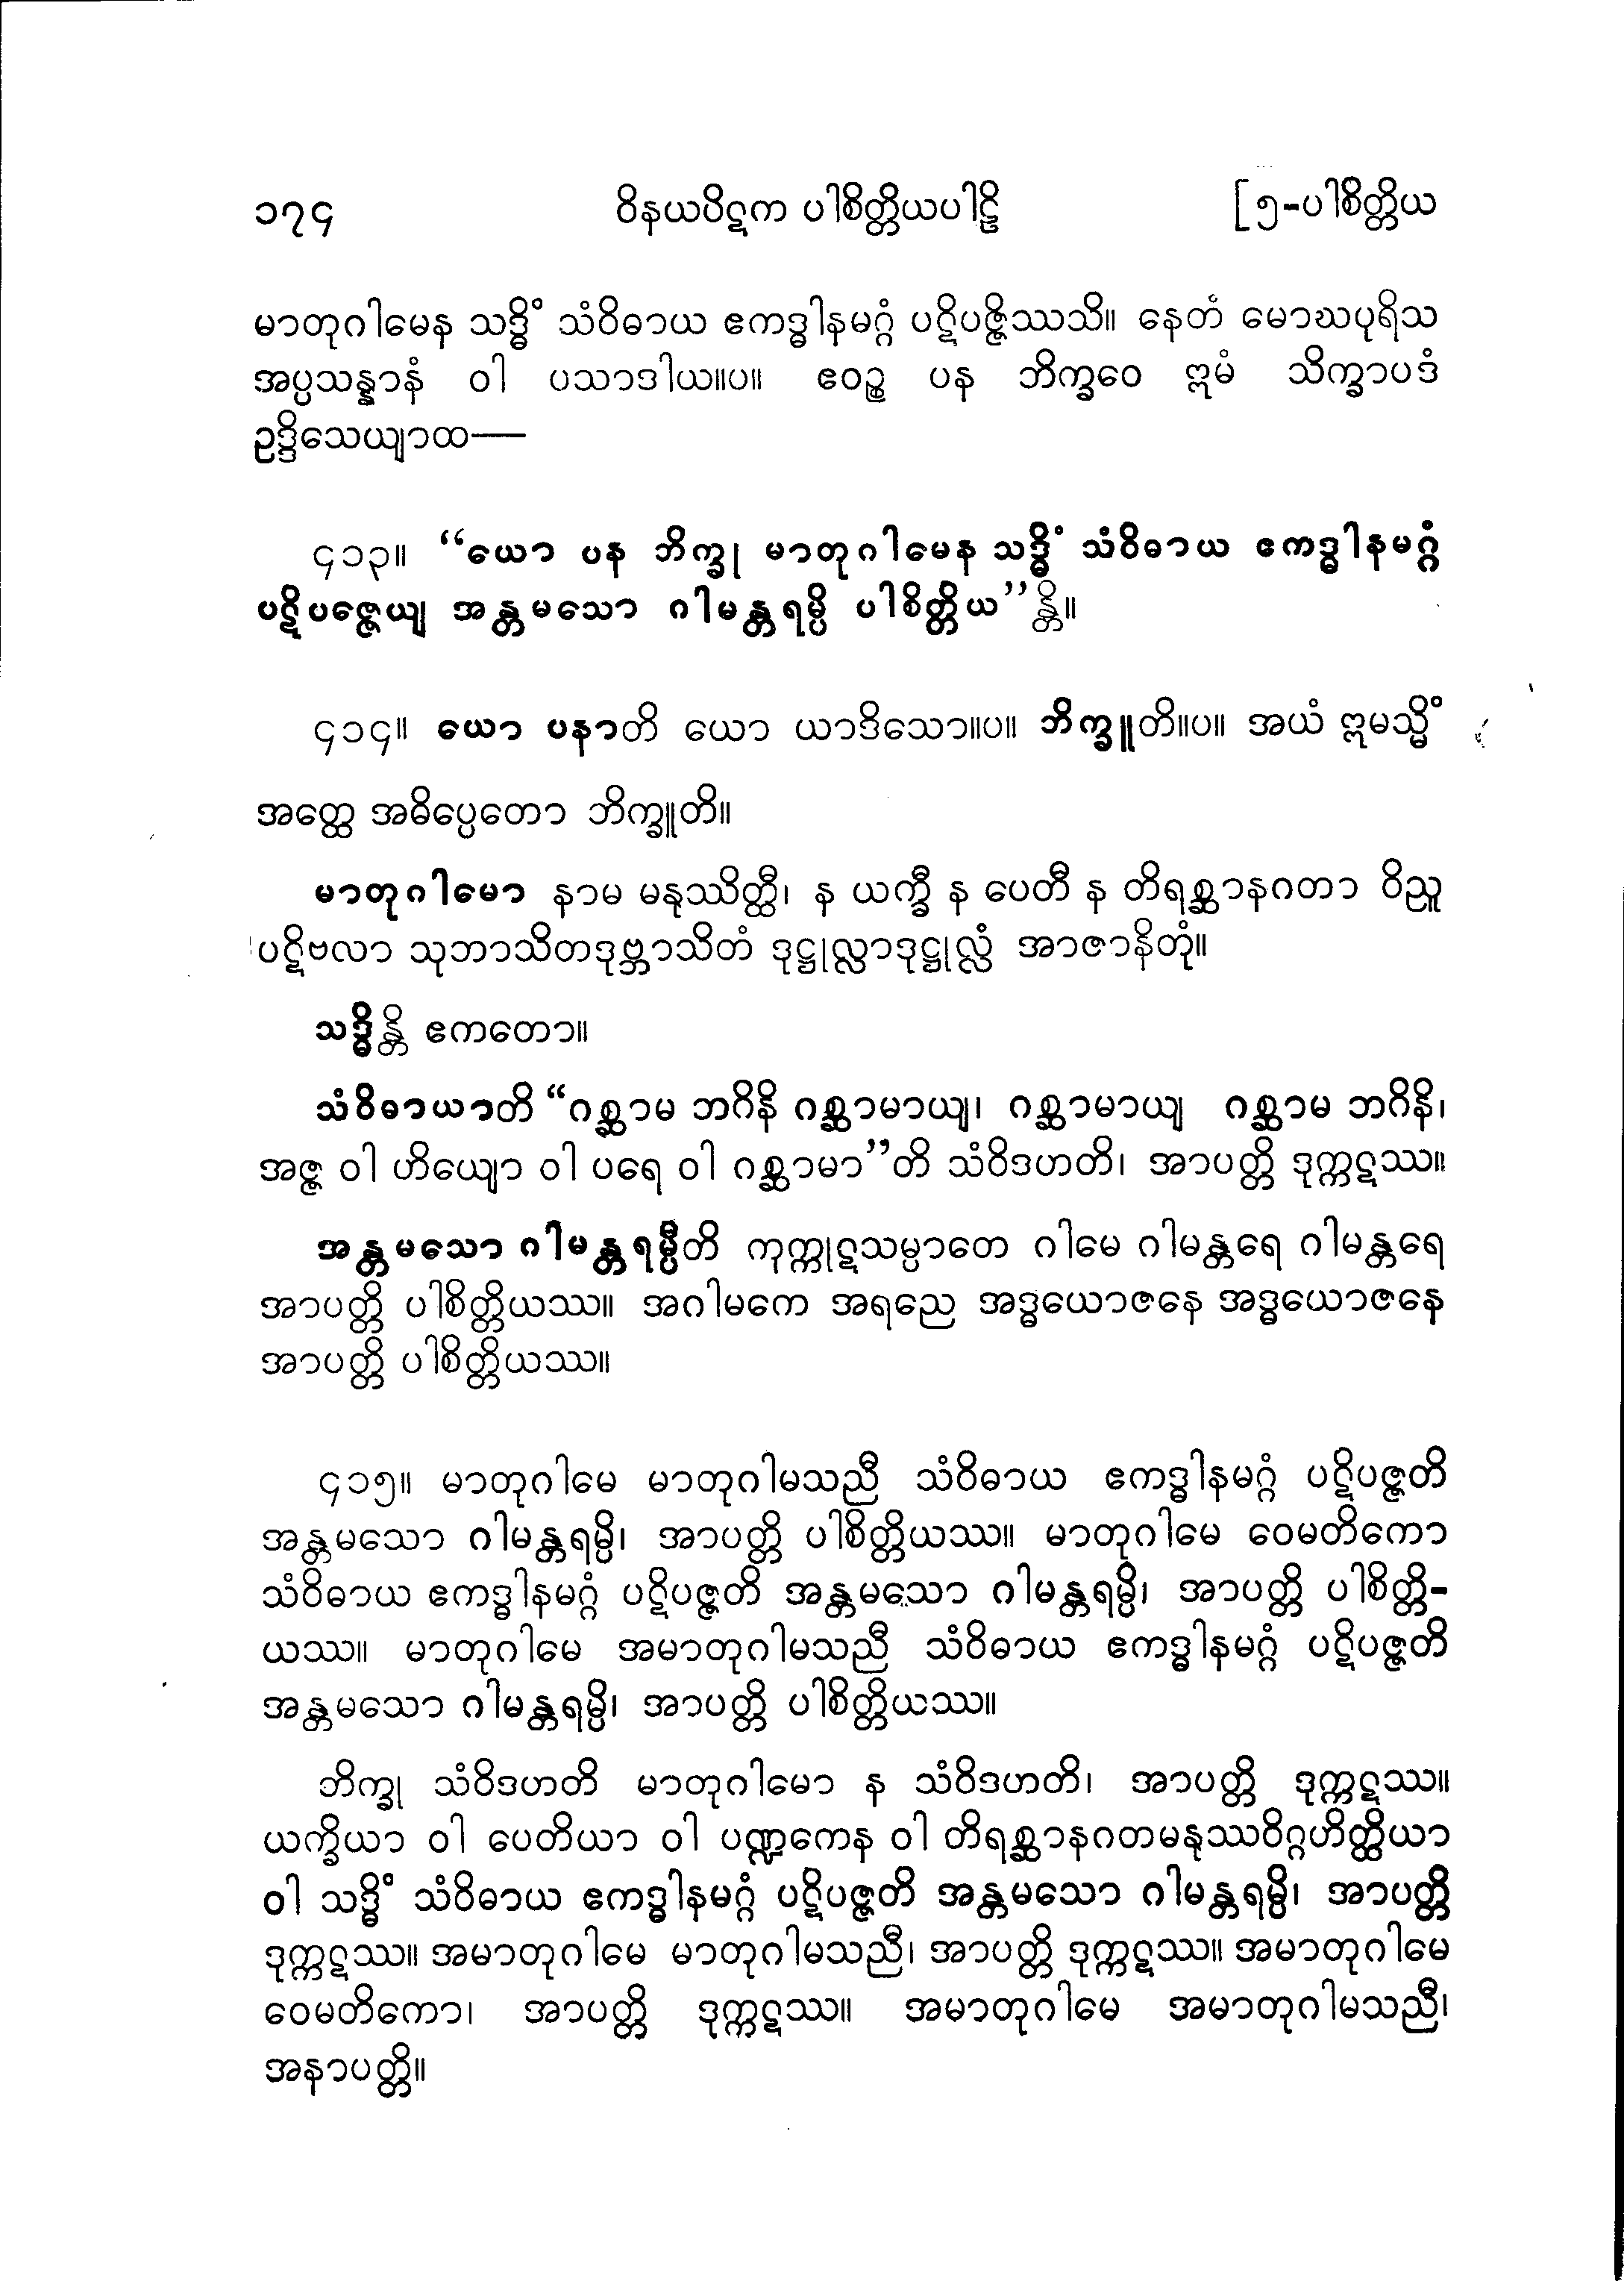 ၁၇၄ ဝိနယပိဋက ပါစိတ္တိယပါဠိ [၅-ပါစိတ္တိယ
မာတုဂါမေန သဒ္ဓိံ သံဝိဓာယ ဧကဒ္ဓါနမဂ္ဂံ ပဋိပဇ္ဇိဿသိ။ နေတံ မောဃပုရိသ
အပ္ပသန္နာနံ ဝါ ပသာဒါယ။ပ။ ဧဝဉ္စ ပန ဘိက္ခဝေ ဣမံ သိက္ခာပဒံ
ဥဒ္ဒိသေယျာထ—
၄၁၃။ “ယော ပန ဘိက္ခု မာတုဂါမေန သဒ္ဓိံ သံဝိဓာယ ဧကဒ္ဓါနမဂ္ဂံ
ပဋိပဇ္ဇေယျ အန္တမသော ဂါမန္တရမ္ပိ ပါစိတ္တိယ”န္တိ။
၄၁၄။ ယော ပနာတိ ယော ယာဒိသော။ပ။ ဘိက္ခူတိ။ပ။ အယံ ဣမသ္မိံ
အတ္ထေ အဓိပ္ပေတော ဘိက္ခူတိ။
မာတုဂါမော နာမ မနုဿိတ္ထီ၊ န ယက္ခီ န ပေတီ န တိရစ္ဆာနဂတာ ဝိညူ
ပဋိဗလာ သုဘာသိတဒုဗ္ဘာသိတံ ဒုဋ္ဌုလ္လာဒုဋ္ဌုလ္လံ အာဇာနိတုံ။
သဒ္ဓိန္တိ ဧကတော။
သံဝိဓာယာတိ “ဂစ္ဆာမ ဘဂိနိ ဂစ္ဆာမာယျ၊ ဂစ္ဆာမာယျ ဂစ္ဆာမ ဘဂိနိ၊
အဇ္ဇ ဝါ ဟိယျော ဝါ ပရေ ဝါ ဂစ္ဆာမာ”တိ သံဝိဒဟတိ၊ အာပတ္တိ ဒုက္ကဋဿ။
အန္တမသော ဂါမန္တရမ္ပီတိ ကုက္ကုဋသမ္ပာတေ ဂါမေ ဂါမန္တရေ ဂါမန္တရေ
အာပတ္တိ ပါစိတ္တိယဿ။ အဂါမကေ အရညေ အဒ္ဓယောဇနေ အဒ္ဓယောဇနေ
အာပတ္တိ ပါစိတ္တိယဿ။
၄၁၅။ မာတုဂါမေ မာတုဂါမသညီ သံဝိဓာယ ဧကဒ္ဓါနမဂ္ဂံ ပဋိပဇ္ဇတိ
အန္တမသော ဂါမန္တရမ္ပိ၊ အာပတ္တိ ပါစိတ္တိယဿ။ မာတုဂါမေ ဝေမတိကော
သံဝိဓာယ ဧကဒ္ဓါနမဂ္ဂံ ပဋိပဇ္ဇတိ အန္တမသော ဂါမန္တရမ္ပိ၊ အာပတ္တိ ပါစိတ္တိ-
ယဿ။ မာတုဂါမေ အမာတုဂါမသညီ သံဝိဓာယ ဧကဒ္ဓါနမဂ္ဂံ ပဋိပဇ္ဇတိ
အန္တမသော ဂါမန္တရမ္ပိ၊ အာပတ္တိ ပါစိတ္တိယဿ။
ဘိက္ခု သံဝိဒဟတိ မာတုဂါမော န သံဝိဒဟတိ၊ အာပတ္တိ ဒုက္ကဋဿ။
ယက္ခိယာ ဝါ ပေတိယာ ဝါ ပဏ္ဍကေန ဝါ တိရစ္ဆာနဂတမနုဿဝိဂ္ဂဟိတ္ထိယာ
ဝါ သဒ္ဓိံ သံဝိဓာယ ဧကဒ္ဓါနမဂ္ဂံ ပဋိပဇ္ဇတိ အန္တမသော ဂါမန္တရမ္ပိ၊ အာပတ္တိ
ဒုက္ကဋဿ။ အမာတုဂါမေ မာတုဂါမသညီ၊ အာပတ္တိ ဒုက္ကဋဿ။ အမာတုဂါမေ
ဝေမတိကော၊ အာပတ္တိ ဒုက္ကဋဿ။ အမာတုဂါမေ အမာတုဂါမသညီ၊
အနာပတ္တိ။